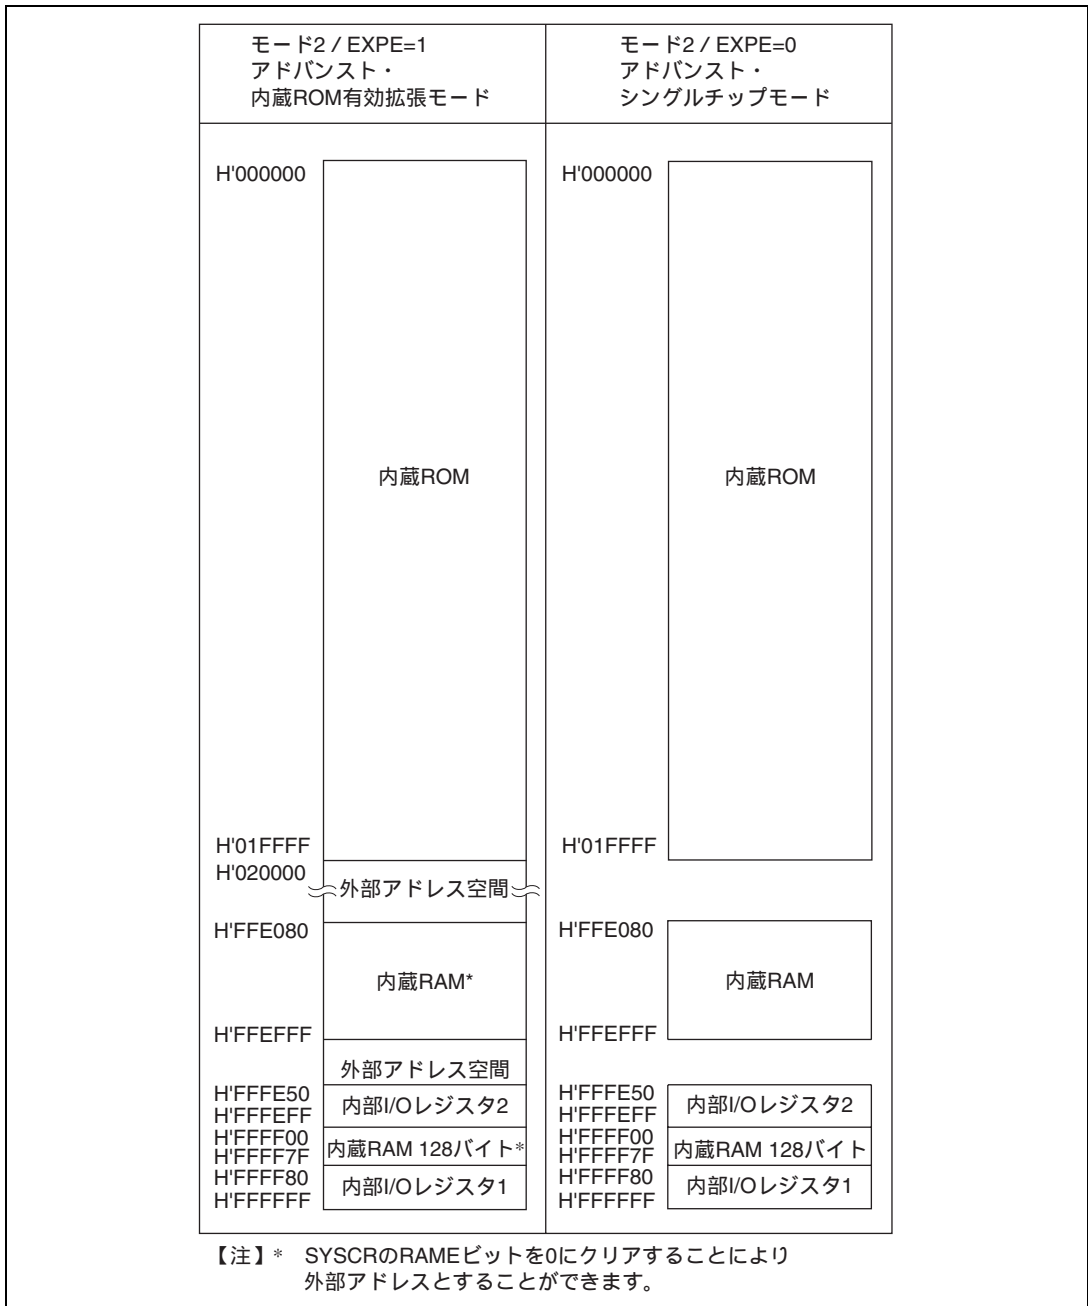 モード2 / EXPE=1
アドバンスト・
内蔵ROM有効拡張モード
モード2 / EXPE=0
アドバンスト・
シングルチップモード
H'000000
内蔵ROM
H'01FFFF
H'020000
外部アドレス空間
H'FFE080
内蔵RAM*
H'FFEFFF
外部アドレス空間
H'FFFE50
内部I/Oレジスタ2
H'FFFEFF
H'FFFF00
内蔵RAM 128バイト*
H'FFFF7F
H'FFFF80
内部I/Oレジスタ1
H'FFFFFF
H'000000
内蔵ROM
H'01FFFF
H'FFE080
内蔵RAM
H'FFEFFF
H'FFFE50
内部I/Oレジスタ2
H'FFFEFF
H'FFFF00
内蔵RAM 128バイト
H'FFFF7F
H'FFFF80
内部I/Oレジスタ1
H'FFFFFF
【注】* SYSCRのRAMEビットを0にクリアすることにより
外部アドレスとすることができます。